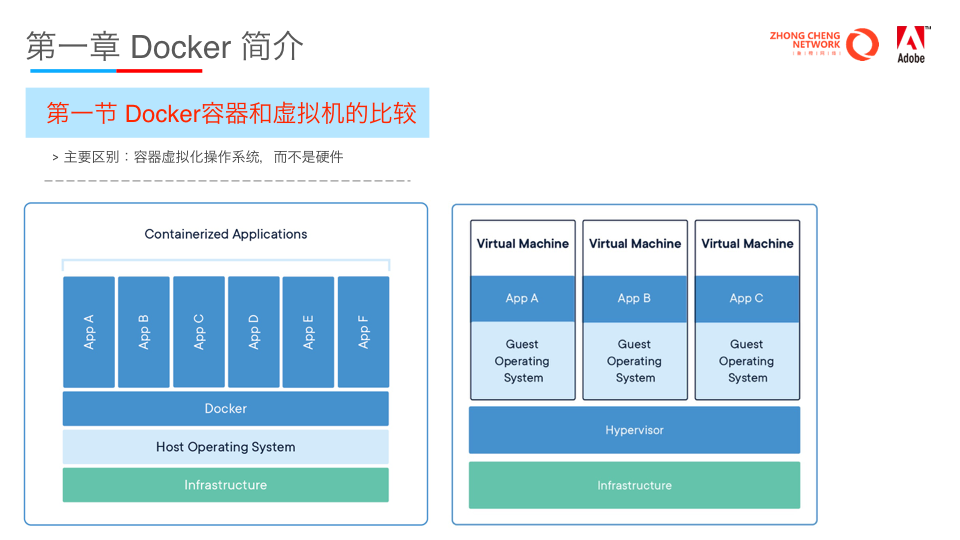 第一章 Docker 简介
ZHONG CHENG
NETWORK
Adobe
TM
第一节 Docker容器和虚拟机的比较
> 主要区别：容器虚拟化操作系统，而不是硬件
Containerized Applications
App A
App B
App C
App D
App E
App F
Docker
Host Operating System
Infrastructure
Virtual Machine
Virtual Machine
Virtual Machine
App A
App B
App C
Guest
Operating
System
Guest
Operating
System
Guest
Operating
System
Hypervisor
Infrastructure